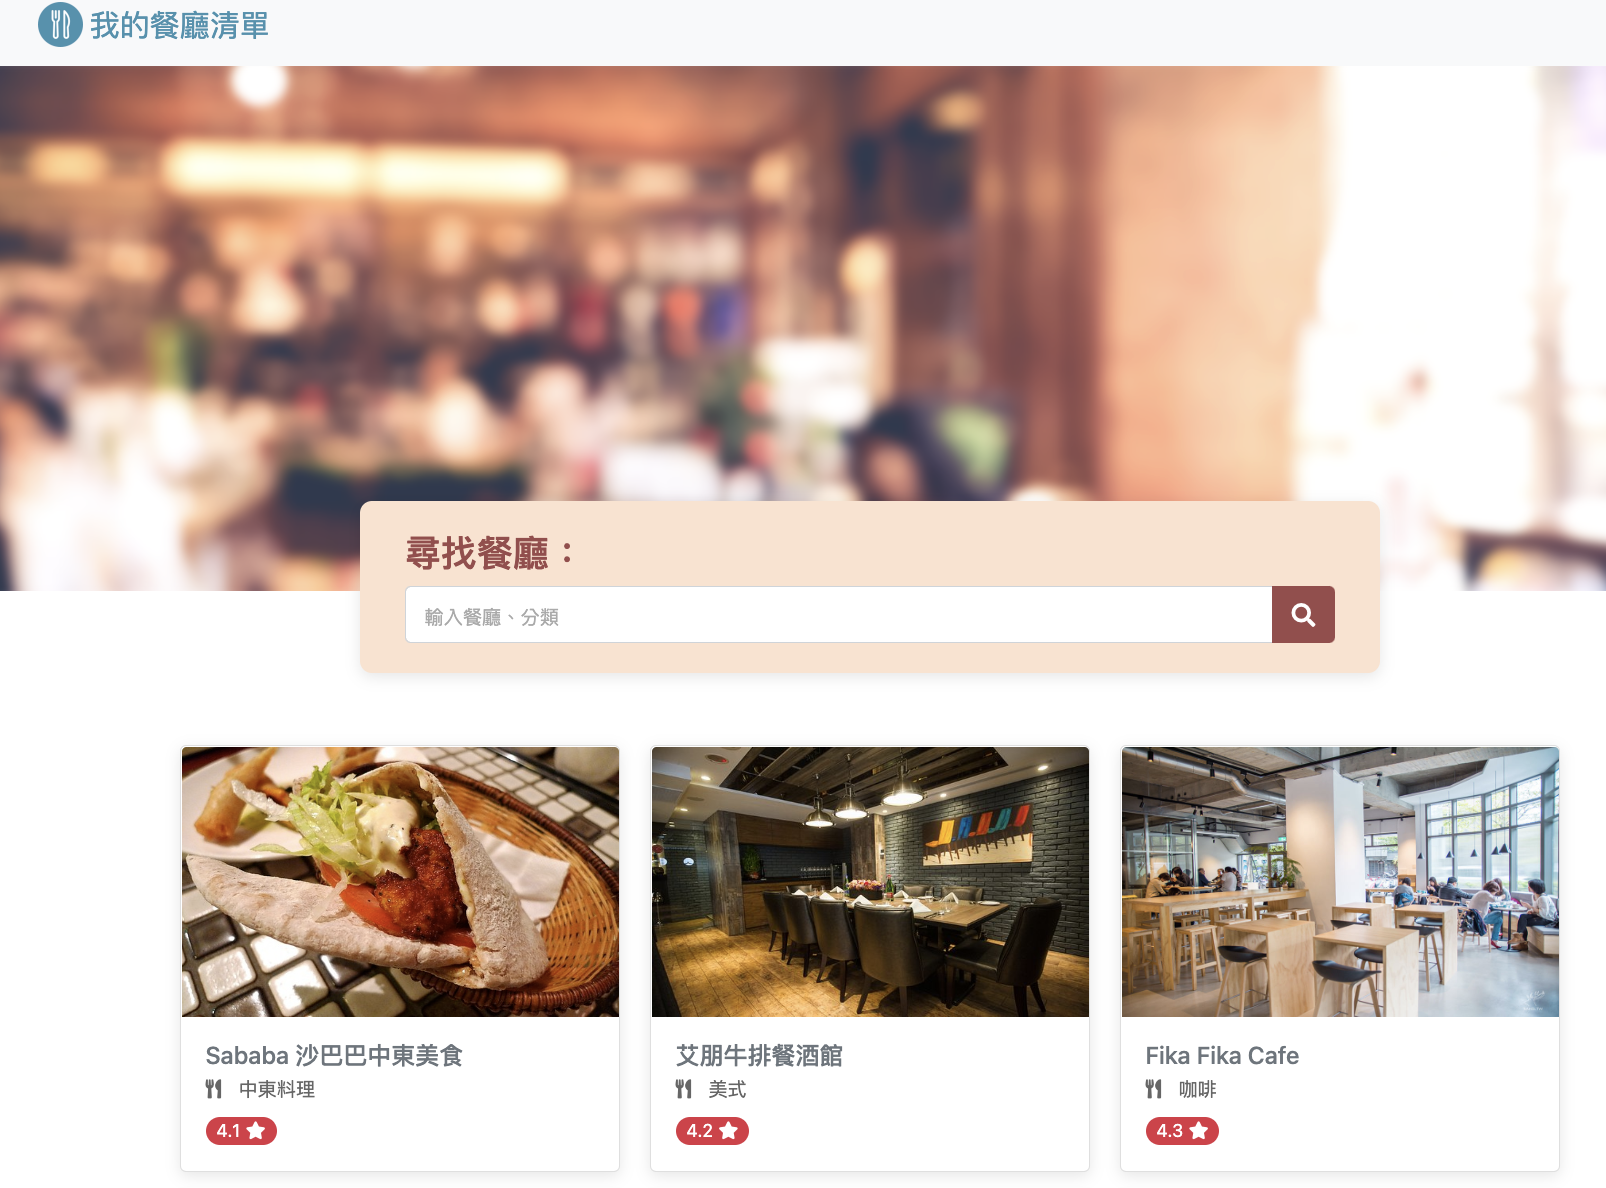 我的餐廳清單
尋找餐廳：
輸入餐廳、分類
Sababa 沙巴巴中東美食
中東料理
4.1
艾朋牛排餐酒館
美式
4.2
Fika Fika Cafe
咖啡
4.3